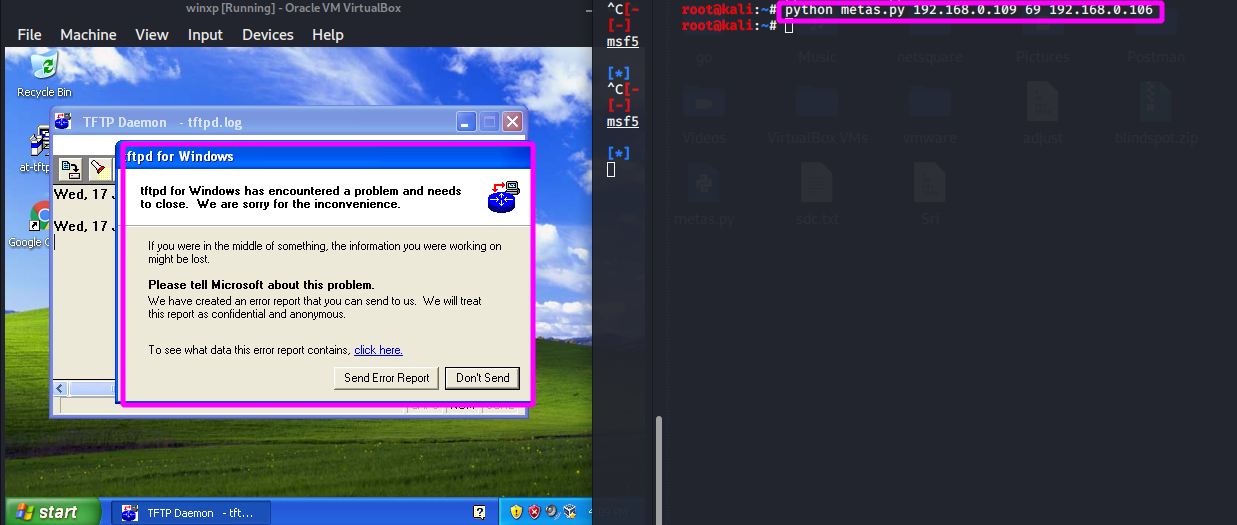 winxp [Running] - Oracle VM VirtualBox
File Machine View Input Devices Help
Recycle Bin
TFTP Daemon - tftpd.log
at-tftp
Wed, 17
Wed, 17
Google
tftpd for Windows
tftpd for Windows has encountered a problem and needs
to close. We are sorry for the inconvenience.
If you were in the middle of something, the information you were working on
might be lost.
Please tell Microsoft about this problem.
We have created an error report that you can send to us. We will treat
this report as confidential and anonymous.
To see what data this error report contains, click here.
Send Error Report Don't Send
start
TFTP Daemon - tft...
^C[-
[-]
msf5
[*]
^C[-
[-]
msf5
[*]
root@kali:~# python metas.py 192.168.0.109 69 192.168.0.106
root@kali:~#
go Music netsquare Pictures Postman
Videos VirtualBox VMs vmware adjust blindspot.zip
metas.py sdc.txt Sri